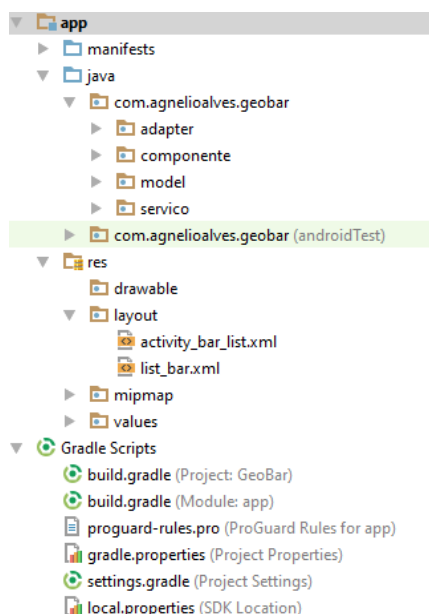 app
manifests
java
com.agnelioalves.geobar
adapter
componente
model
servico
com.agnelioalves.geobar (androidTest)
res
drawable
layout
activity_bar_list.xml
list_bar.xml
mipmap
values
Gradle Scripts
build.gradle (Project: GeoBar)
build.gradle (Module: app)
proguard-rules.pro (ProGuard Rules for app)
gradle.properties (Project Properties)
settings.gradle (Project Settings)
local.properties (SDK Location)